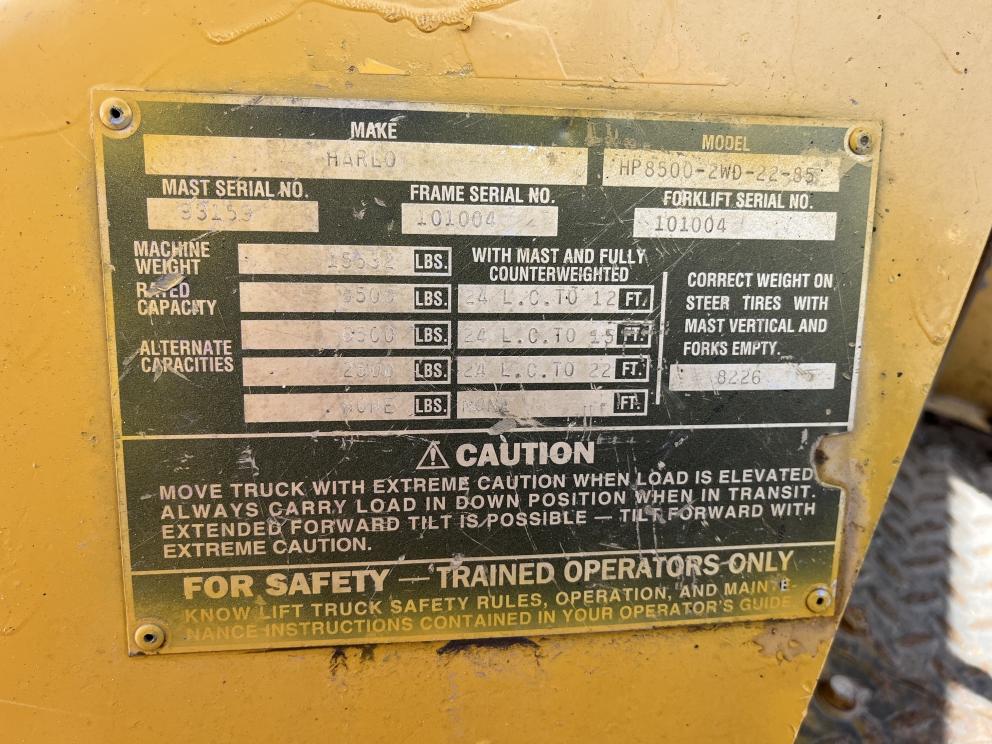 MAKE
HARLO
MODEL
HP8500-2WD-22-85
MAST SERIAL NO.
FRAME SERIAL NO.
101004
FORKLIFT SERIAL NO.
101004
MACHINE
WEIGHT
LBS.
WITH MAST AND FULLY
COUNTERWEIGHTED
RATED
CAPACITY
LBS.
24 L.C.TO 12 FT.
ALTERNATE
CAPACITIES
LBS.
24 L.C.TO 15 FT.
LBS.
24 L.C.TO 22 FT.
NONE LBS.
NONE FT.
CORRECT WEIGHT ON
STEER TIRES WITH
MAST VERTICAL AND
FORKS EMPTY.
8226
CAUTION
MOVE TRUCK WITH EXTREME CAUTION WHEN LOAD IS ELEVATED
ALWAYS CARRY LOAD IN DOWN POSITION WHEN IN TRANSIT.
EXTENDED FORWARD TILT IS POSSIBLE — TILT FORWARD WITH
EXTREME CAUTION.
FOR SAFETY — TRAINED OPERATORS ONLY
KNOW LIFT TRUCK SAFETY RULES, OPERATION, AND MAINTE
NANCE INSTRUCTIONS CONTAINED IN YOUR OPERATOR'S GUIDE